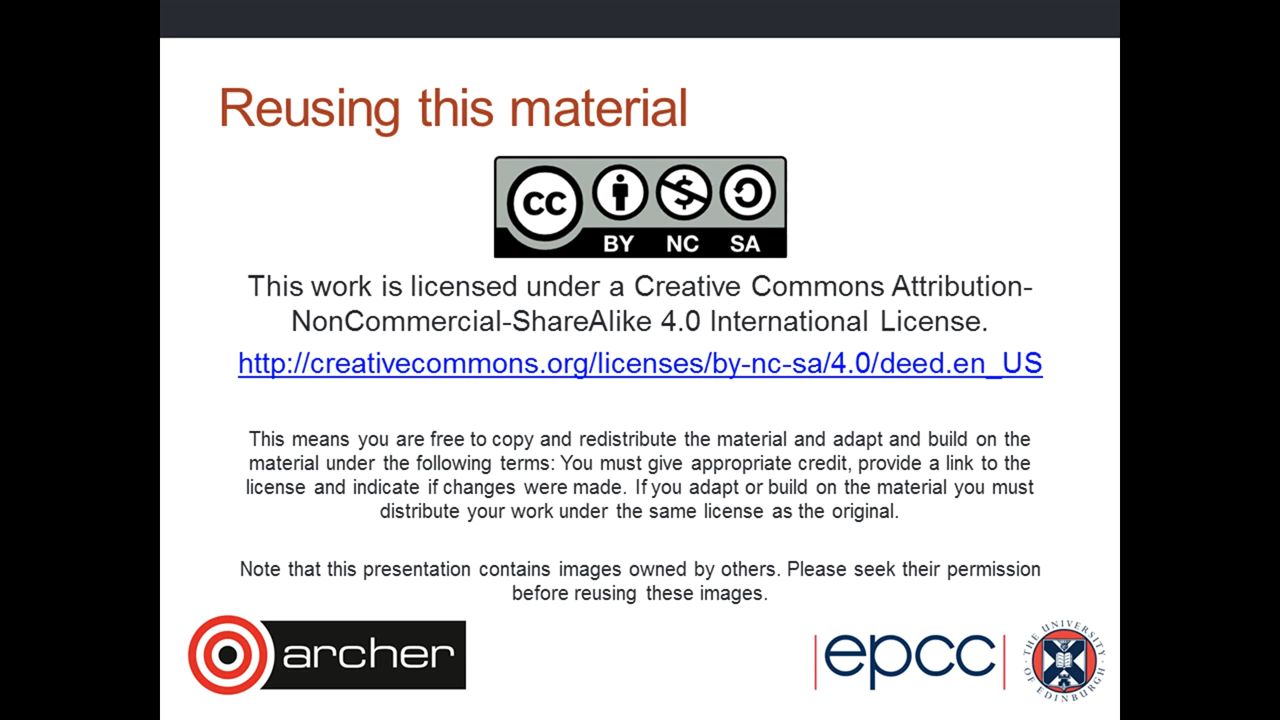 Reusing this material
CC
BY NC SA
This work is licensed under a Creative Commons Attribution-
NonCommercial-ShareAlike 4.0 International License.
http://creativecommons.org/licenses/by-nc-sa/4.0/deed.en_US
This means you are free to copy and redistribute the material and adapt and build on the
material under the following terms: You must give appropriate credit, provide a link to the
license and indicate if changes were made. If you adapt or build on the material you must
distribute your work under the same license as the original.
Note that this presentation contains images owned by others. Please seek their permission
before reusing these images.
archer
epcc
THE UNIVERSITY
OF EDINBURGH